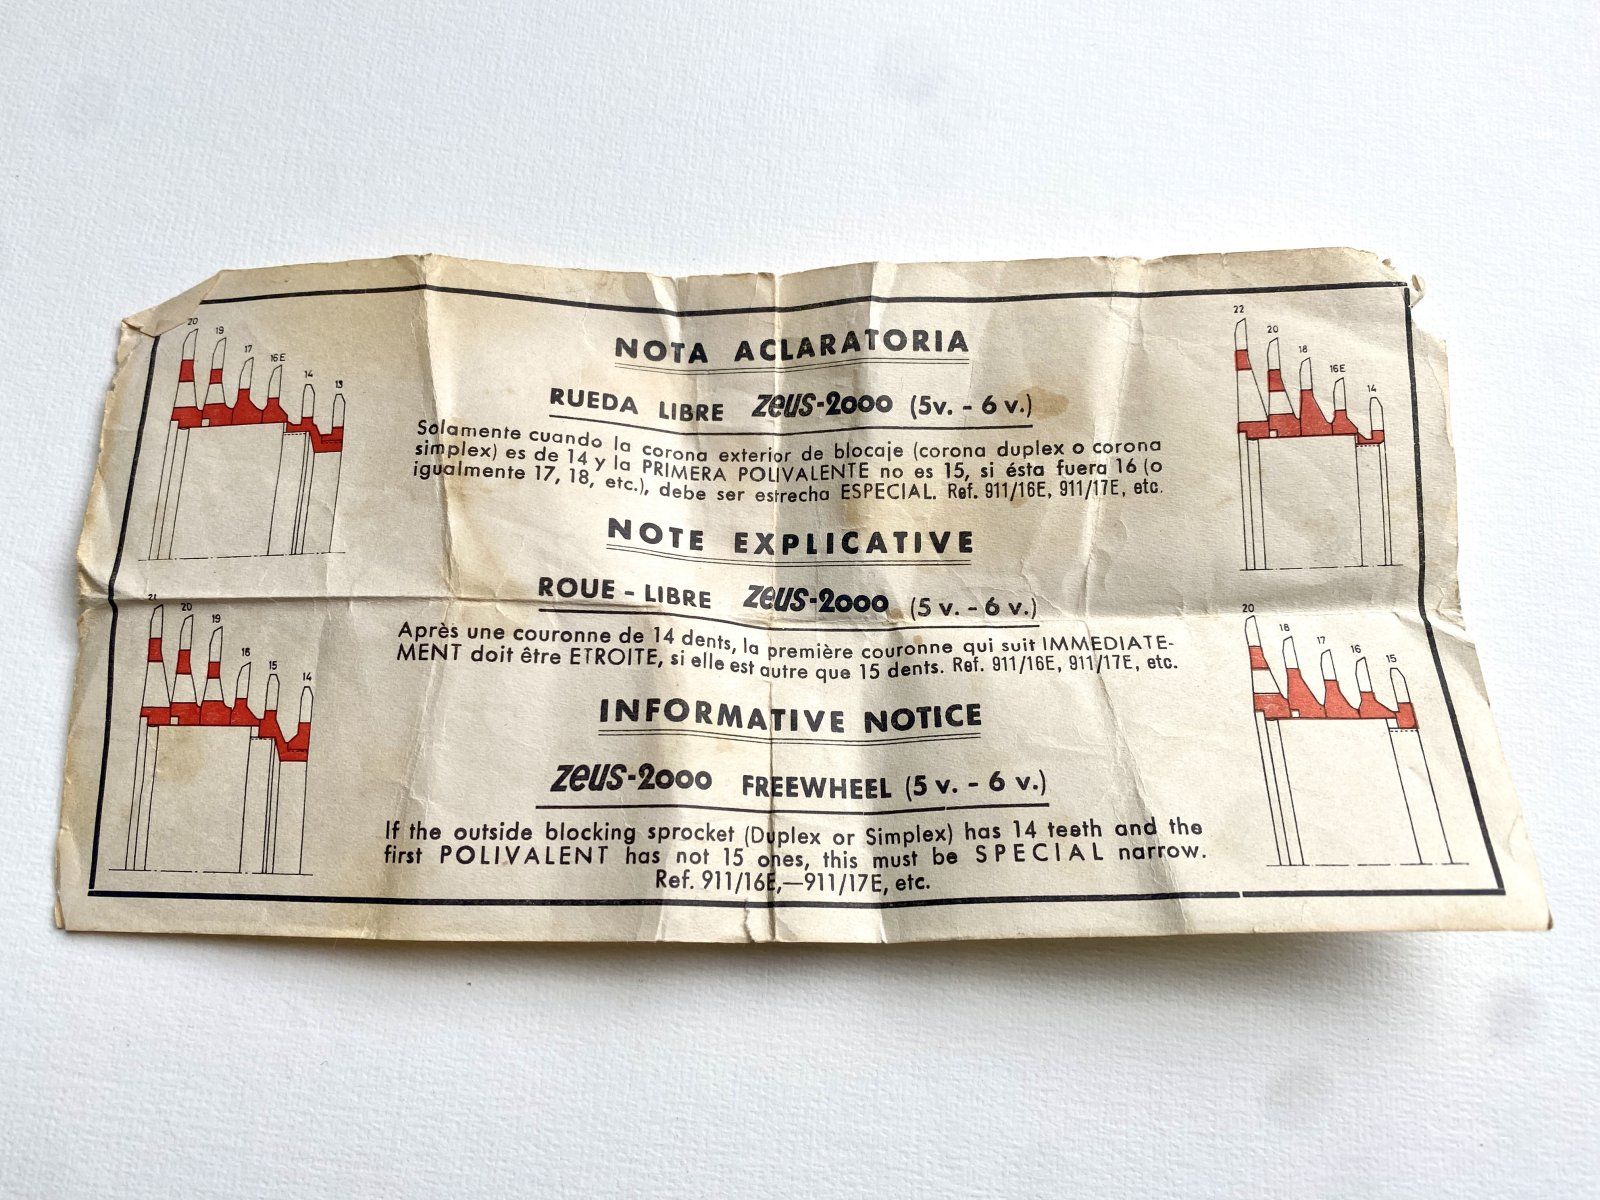 20 19 17 16E 14 13
NOTA ACLARATORIA
RUEDA LIBRE zeus-2000 (5v. - 6 v.)
Solamente cuando la corona exterior de blocaje (corona duplex o corona
simplex) es de 14 y la PRIMERA POLIVALENTE no es 15, si ésta fuera 16 (o
igualmente 17, 18, etc.), debe ser estrecha ESPECIAL. Ref. 911/16E, 911/17E, etc.
22 20 18 16E 14
NOTE EXPLICATIVE
ROUE - LIBRE zeus-2000 (5 v. - 6 v.)
Après une couronne de 14 dents, la première couronne qui suit IMMEDIATE-
MENT doit être ETROITE, si elle est autre que 15 dents. Ref. 911/16E, 911/17E, etc.
21 20 19 16 15 14
INFORMATIVE NOTICE
zeus-2000 FREEWHEEL (5 v. - 6 v.)
If the outside blocking sprocket (Duplex or Simplex) has 14 teeth and the
first POLIVALENT has not 15 ones, this must be SPECIAL narrow.
Ref. 911/16E,—911/17E, etc.
20 18 17 16 15